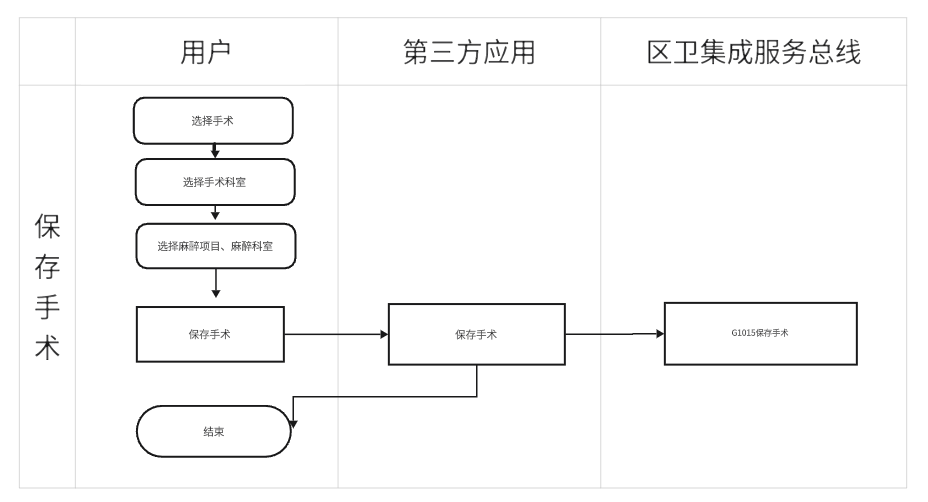 用户
第三方应用
区卫集成服务总线
保存手术
选择手术
选择手术科室
选择麻醉项目、麻醉科室
保存手术
保存手术
G1015保存手术
结束